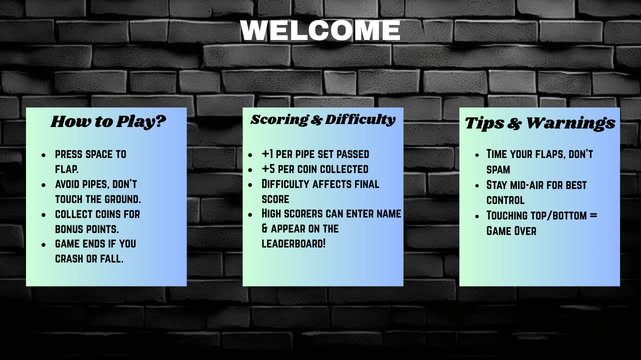 WELCOME
How to Play?
• PRESS SPACE TO
FLAP.
• AVOID PIPES, DON'T
TOUCH THE GROUND.
• COLLECT COINS FOR
BONUS POINTS.
• GAME ENDS IF YOU
CRASH OR FALL.
Scoring & Difficulty
• +1 PER PIPE SET PASSED
• +5 PER COIN COLLECTED
• DIFFICULTY AFFECTS FINAL
SCORE
• HIGH SCORERS CAN ENTER NAME
& APPEAR ON THE
LEADERBOARD!
Tips & Warnings
• TIME YOUR FLAPS, DON'T
SPAM
• STAY MID-AIR FOR BEST
CONTROL
• TOUCHING TOP/BOTTOM =
GAME OVER